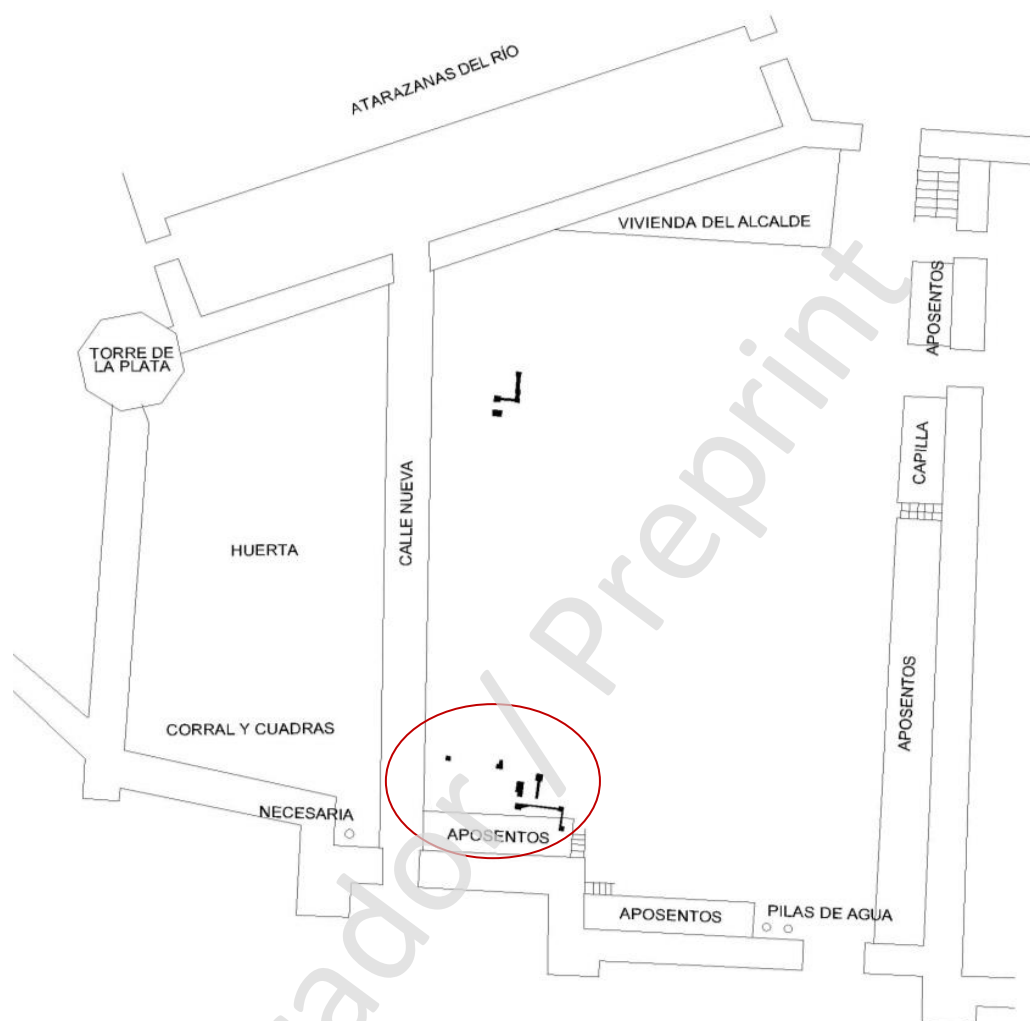 ATARAZANAS DEL RÍO
VIVIENDA DEL ALCALDE
APOSENTOS
TORRE DE
LA PLATA
CAPILLA
CALLE NUEVA
HUERTA
APOSENTOS
CORRAL Y CUADRAS
NECESARIA
APOSENTOS
APOSENTOS
PILAS DE AGUA
ador / Preprint